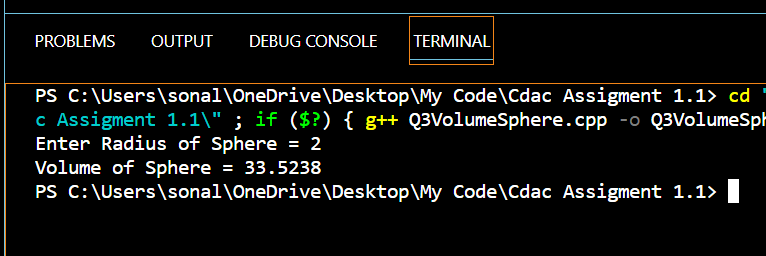 PROBLEMS OUTPUT DEBUG CONSOLE TERMINAL
PS C:\Users\sonal\OneDrive\Desktop\My Code\Cdac Assigment 1.1> cd "
c Assigment 1.1\" ; if ($?) { g++ Q3VolumeSphere.cpp -o Q3VolumeSph
Enter Radius of Sphere = 2
Volume of Sphere = 33.5238
PS C:\Users\sonal\OneDrive\Desktop\My Code\Cdac Assigment 1.1>